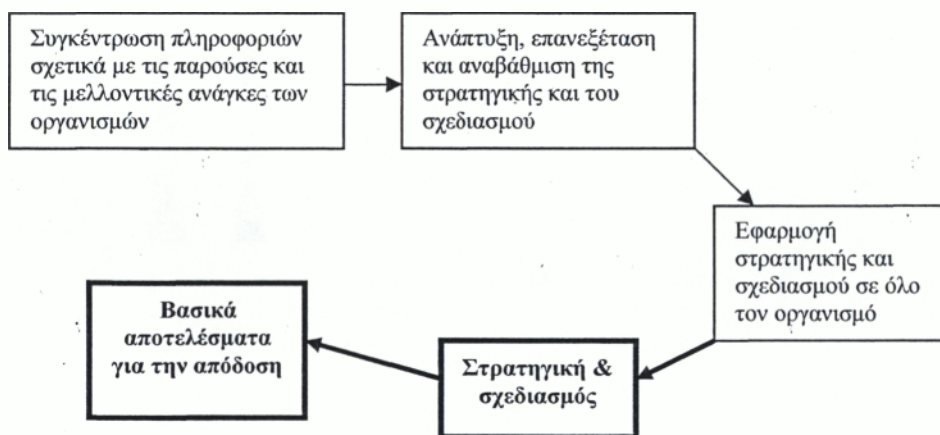 Συγκέντρωση πληροφοριών
σχετικά με τις παρούσες και
τις μελλοντικές ανάγκες των
οργανισμών
Ανάπτυξη, επανεξέταση
και αναβάθμιση της
στρατηγικής και του
σχεδιασμού
Εφαρμογή
στρατηγικής και
σχεδιασμού σε όλο
τον οργανισμό
Στρατηγική &
σχεδιασμός
Βασικά
αποτελέσματα
για την απόδοση